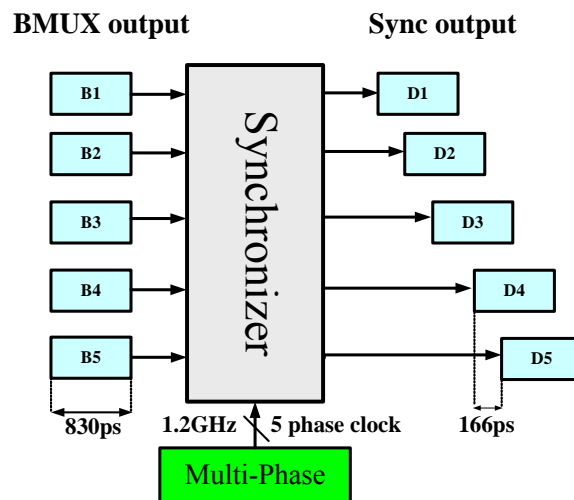 BMUX output
Sync output
B1
D1
B2
D2
B3
D3
B4
D4
B5
D5
Synchronizer
830ps
1.2GHz
5 phase clock
166ps
Multi-Phase